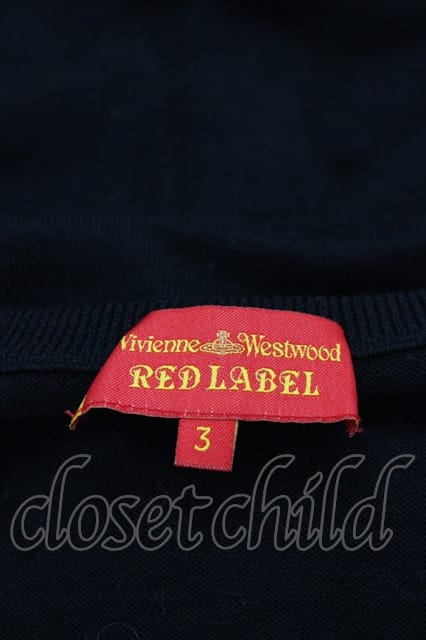 Vivienne Westwood
RED LABEL
3
closetchild